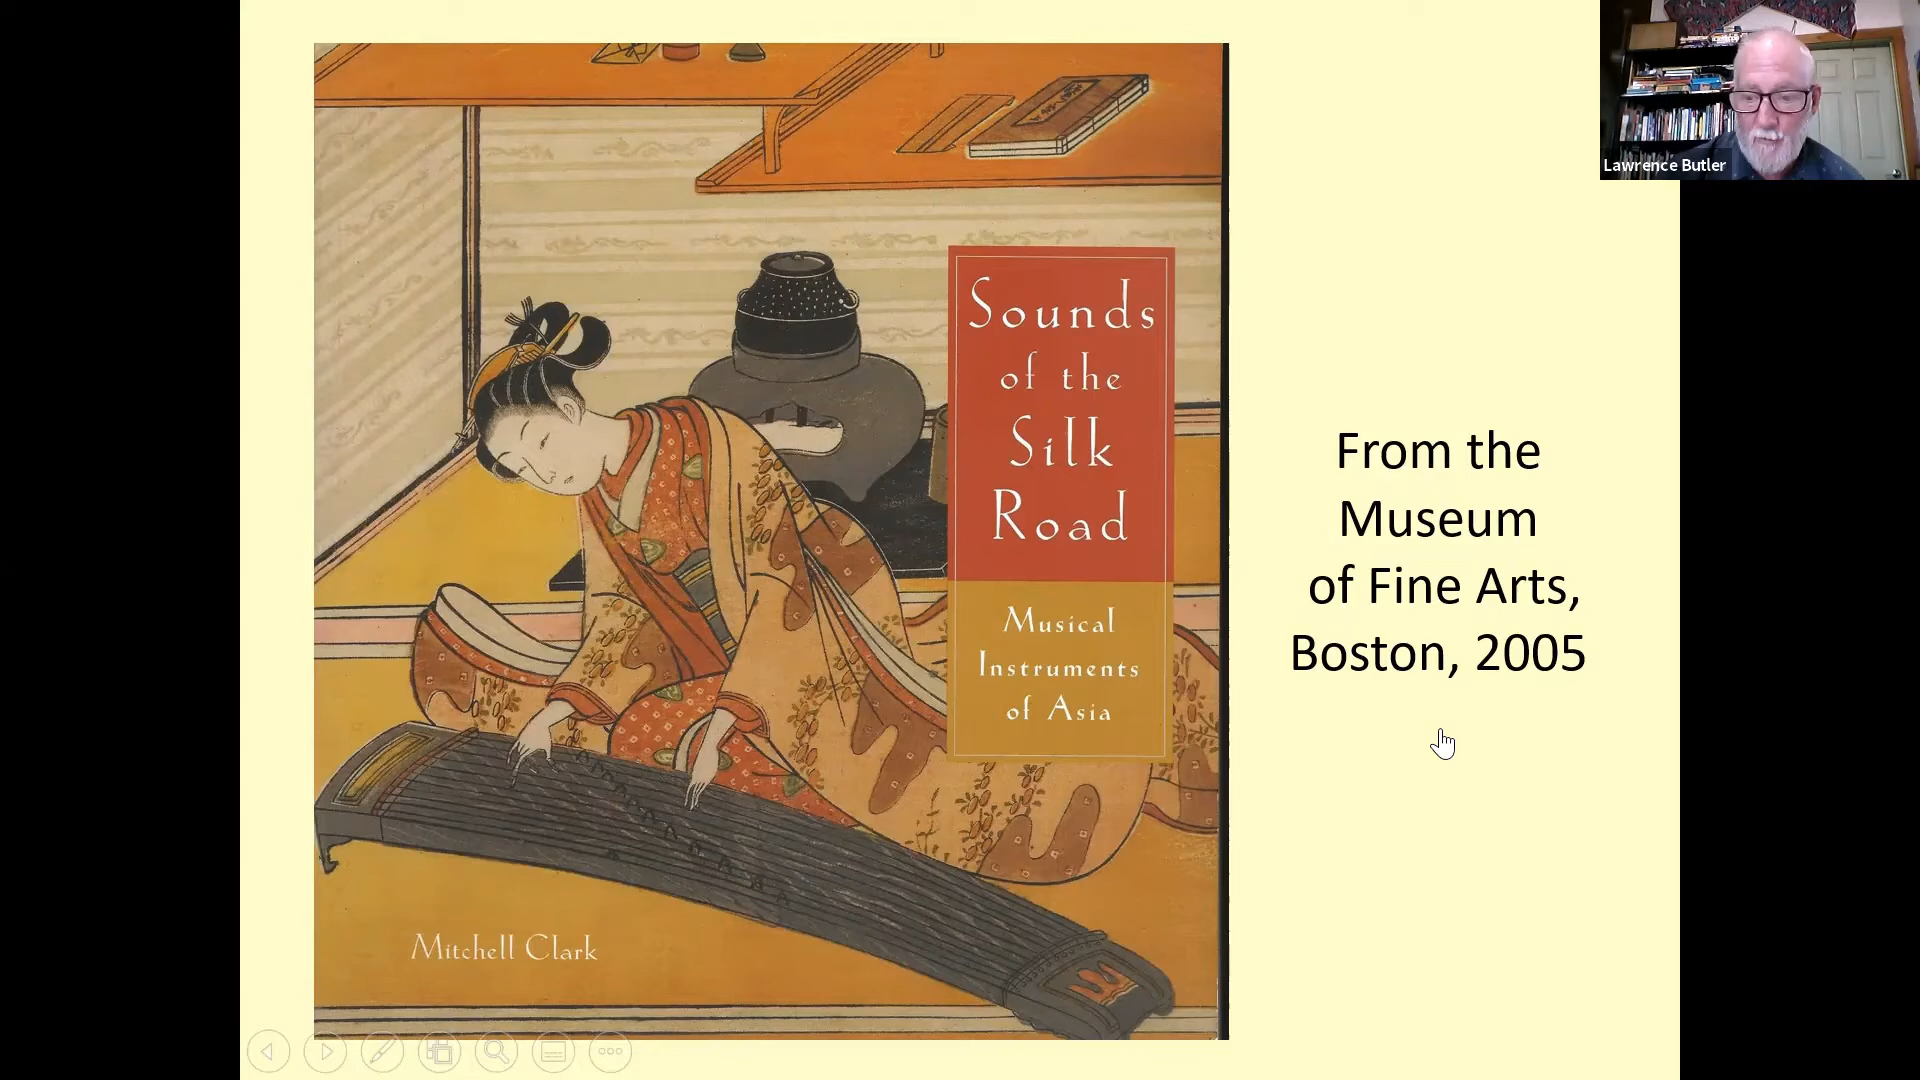 Sounds
of the
Silk
Road
Musical
Instruments
of Asia
Mitchell Clark
From the
Museum
of Fine Arts,
Boston, 2005
Lawrence Butler